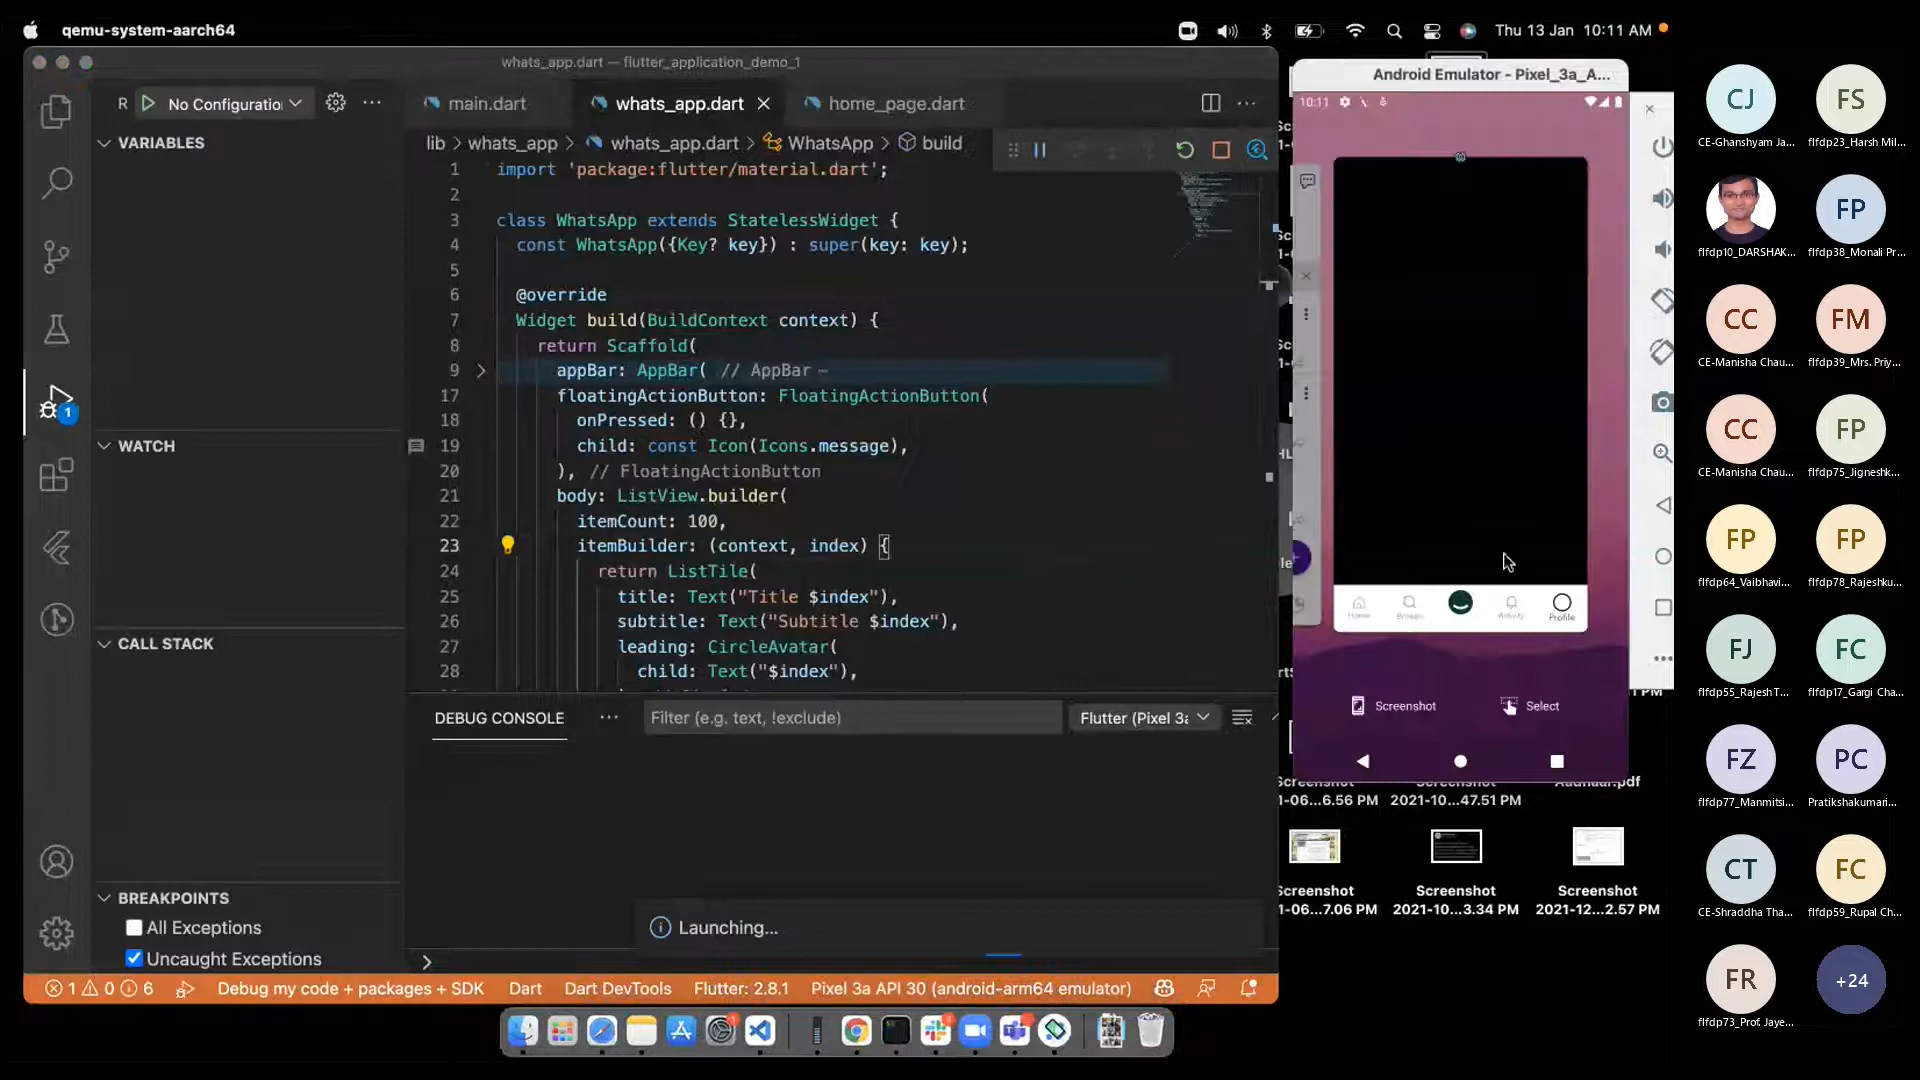 qemu-system-aarch64
Thu 13 Jan 10:11 AM
whats_app.dart — flutter_application_demo_1
R No Configuratio
main.dart
whats_app.dart
home_page.dart
lib > whats_app > whats_app.dart > WhatsApp > build
VARIABLES
WATCH
CALL STACK
BREAKPOINTS
All Exceptions
Uncaught Exceptions
1
1 import 'package:flutter/material.dart';
2
3 class WhatsApp extends StatelessWidget {
4 const WhatsApp({Key? key}) : super(key: key);
5
6 @override
7 Widget build(BuildContext context) {
8 return Scaffold(
9 appBar: AppBar( // AppBar
17 floatingActionButton: FloatingActionButton(
18 onPressed: () {},
19 child: const Icon(Icons.message),
20 ), // FloatingActionButton
21 body: ListView.builder(
22 itemCount: 100,
23 itemBuilder: (context, index) {
24 return ListTile(
25 title: Text("Title $index"),
26 subtitle: Text("Subtitle $index"),
27 leading: CircleAvatar(
28 child: Text("$index"),
DEBUG CONSOLE
Filter (e.g. text, !exclude)
Flutter (Pixel 3a
Launching...
1 0 6
Debug my code + packages + SDK
Dart
Dart DevTools
Flutter: 2.8.1
Pixel 3a API 30 (android-arm64 emulator)
Android Emulator - Pixel_3a_A...
10:11
Home
Browse
Activity
Profile
Screenshot
Select
Screenshot
Aadhaar.pdf
1-06...6.56 PM
2021-10...47.51 PM
Screenshot
Screenshot
Screenshot
1-06...7.06 PM
2021-10...3.34 PM
2021-12...2.57 PM
CJ
CE-Ghanshyam Ja...
FS
flfdp23_Harsh Mil...
flfdp10_DARSHAK...
FP
flfdp38_Monali Pr...
CC
CE-Manisha Chau...
FM
flfdp39_Mrs. Priy...
CC
CE-Manisha Chau...
FP
flfdp75_Jigneshk...
FP
flfdp64_Vaibhavi...
FP
flfdp78_Rajeshku...
FJ
flfdp55_Rajesh T...
FC
flfdp17_Gargi Cha...
FZ
flfdp77_Manmitsi...
PC
Pratikshakumari...
CT
CE-Shraddha Tha...
FC
flfdp59_Rupal Ch...
FR
flfdp73_Prof. Jaye...
+24